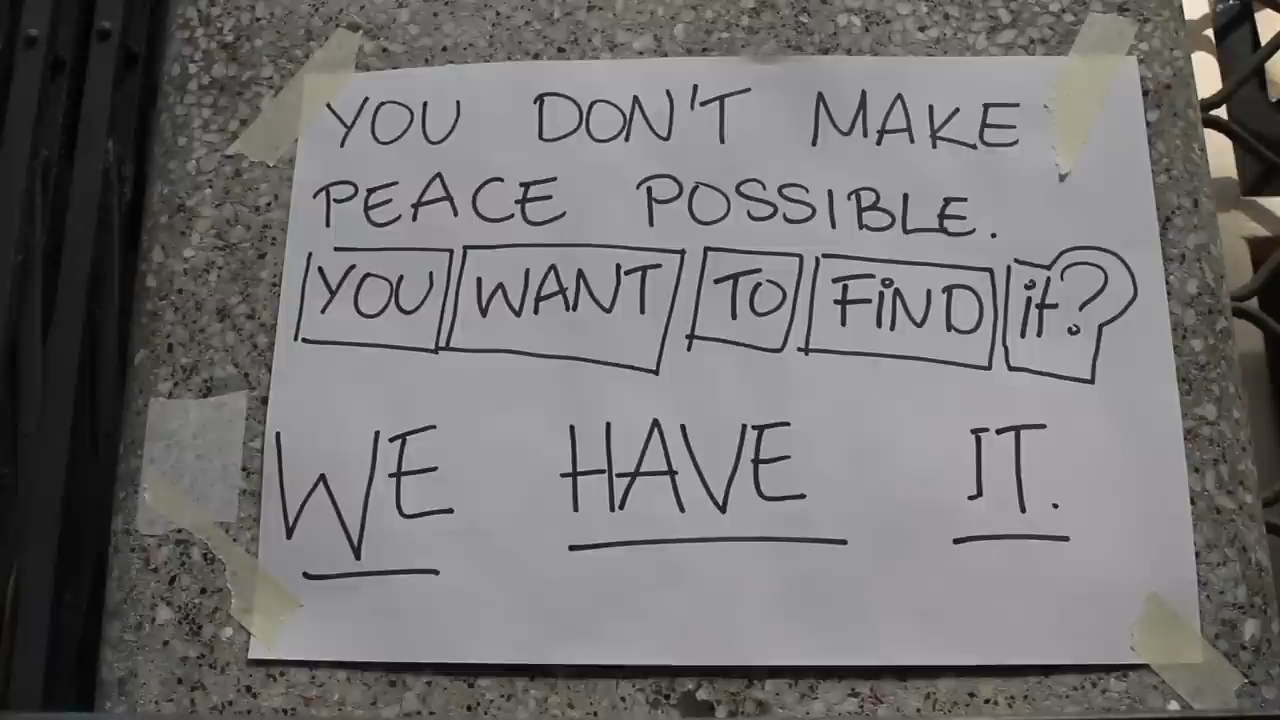 YOU DON'T MAKE
PEACE POSSIBLE.
YOU WANT TO FiND it?
WE HAVE IT.